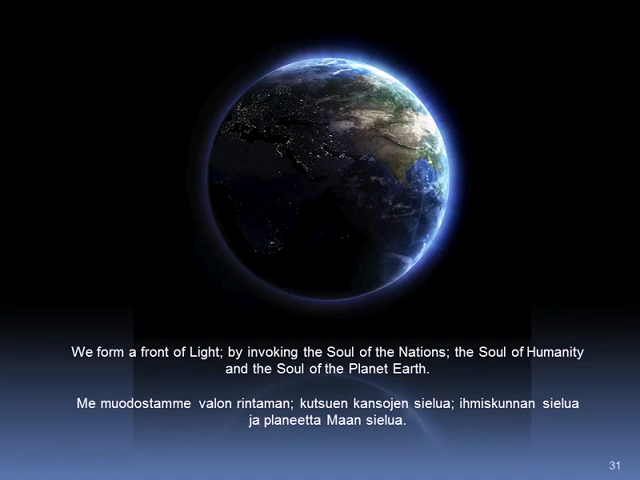 We form a front of Light; by invoking the Soul of the Nations; the Soul of Humanity
and the Soul of the Planet Earth.
Me muodostamme valon rintaman; kutsuen kansojen sielua; ihmiskunnan sielua
ja planeetta Maan sielua.
31